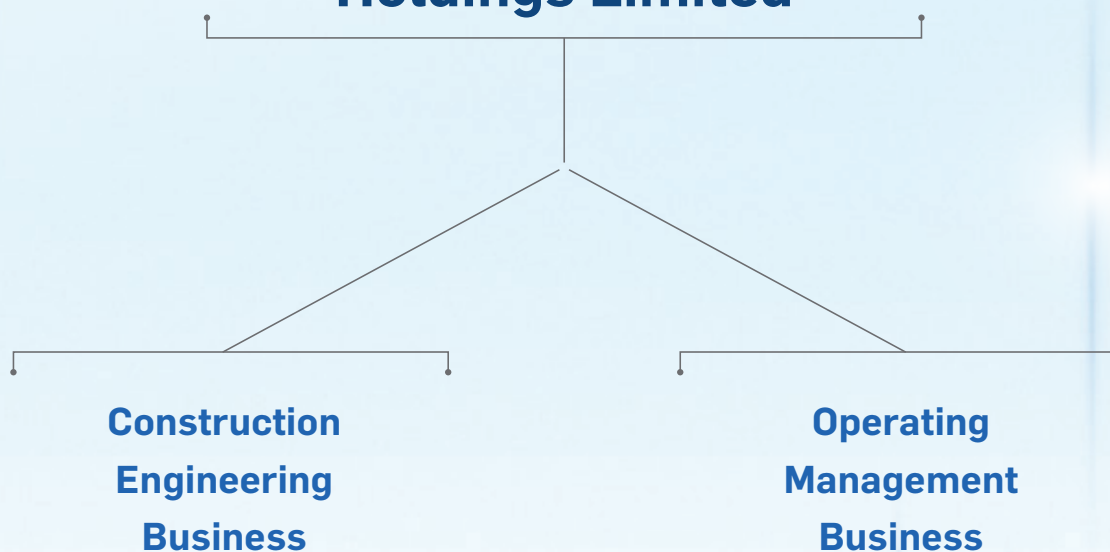 Holdings Limited
Construction
Engineering
Business
Operating
Management
Business